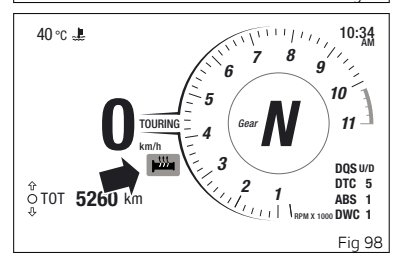 40 °C
10:34 AM
0
TOURING
km/h
1
2
3
4
5
6
7
8
9
10
11
Gear N
RPM X 1000
DQS U/D
DTC 5
ABS 1
DWC 1
TOT 5260 km
Fig 98